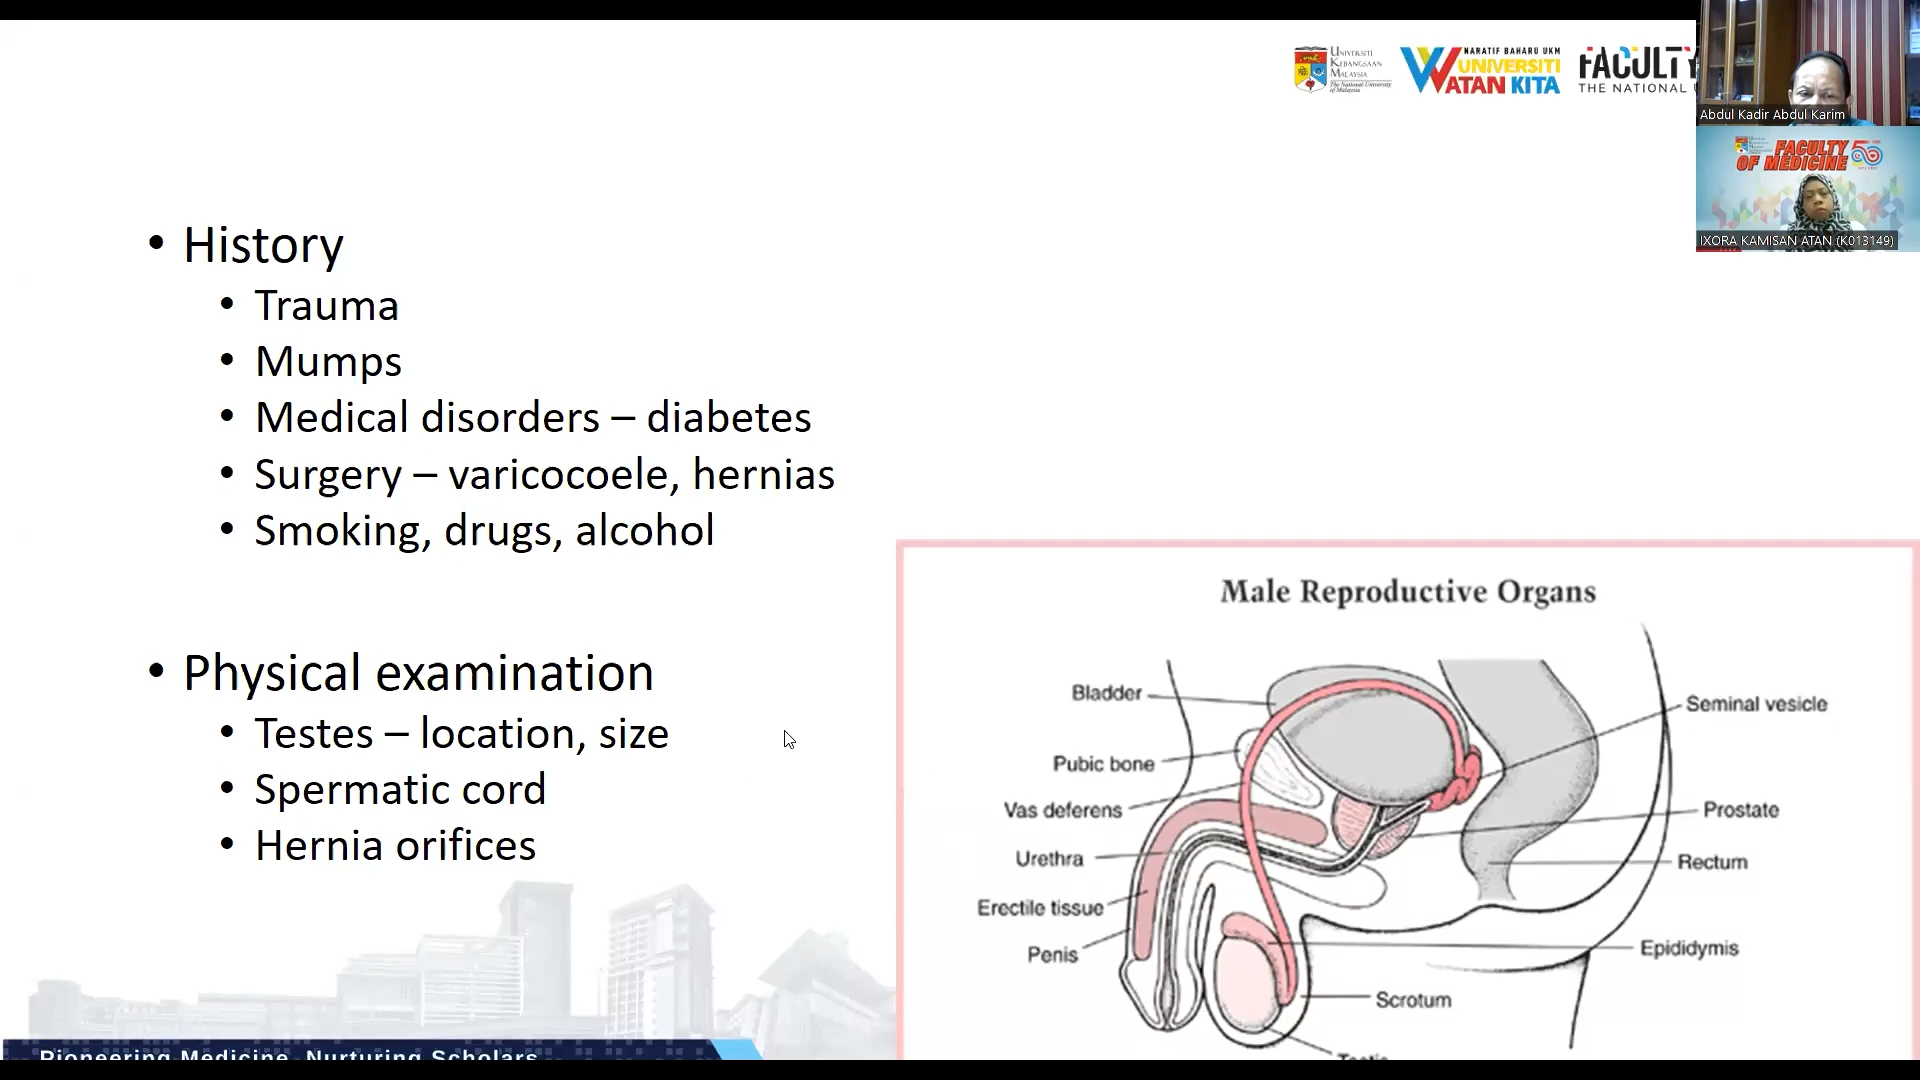 UNIVERSITI
KEBANGSAAN
MALAYSIA
The National University
of Malaysia
NARATIF BAHARU UKM
UNIVERSITI
WATAN KITA
FACULTY
THE NATIONAL
Abdul Kadir Abdul Karim
FACULTY
OF MEDICINE 50
IXORA KAMISAN ATAN (K013149)
• History
• Trauma
• Mumps
• Medical disorders – diabetes
• Surgery – varicocoele, hernias
• Smoking, drugs, alcohol
• Physical examination
• Testes – location, size
• Spermatic cord
• Hernia orifices
Male Reproductive Organs
Bladder
Seminal vesicle
Pubic bone
Vas deferens
Prostate
Urethra
Rectum
Erectile tissue
Penis
Epididymis
Scrotum
Testis
Pioneering Medicine, Nurturing Scholars